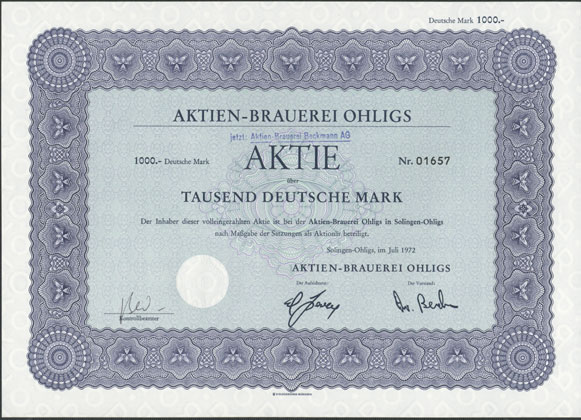 Deutsche Mark 1000.-
AKTIEN-BRAUEREI OHLIGS
jetzt: Aktien-Brauerei Beckmann AG
1000.- Deutsche Mark AKTIE Nr. 01657
über
TAUSEND DEUTSCHE MARK
Der Inhaber dieser volleingezahlten Aktie ist bei der Aktien-Brauerei Ohligs in Solingen-Ohligs
nach Maßgabe der Satzungen als Aktionär beteiligt.
Solingen-Ohligs, im Juli 1972
AKTIEN-BRAUEREI OHLIGS
Der Aufsichtsrat: Der Vorstand:
Kontrollbeamter